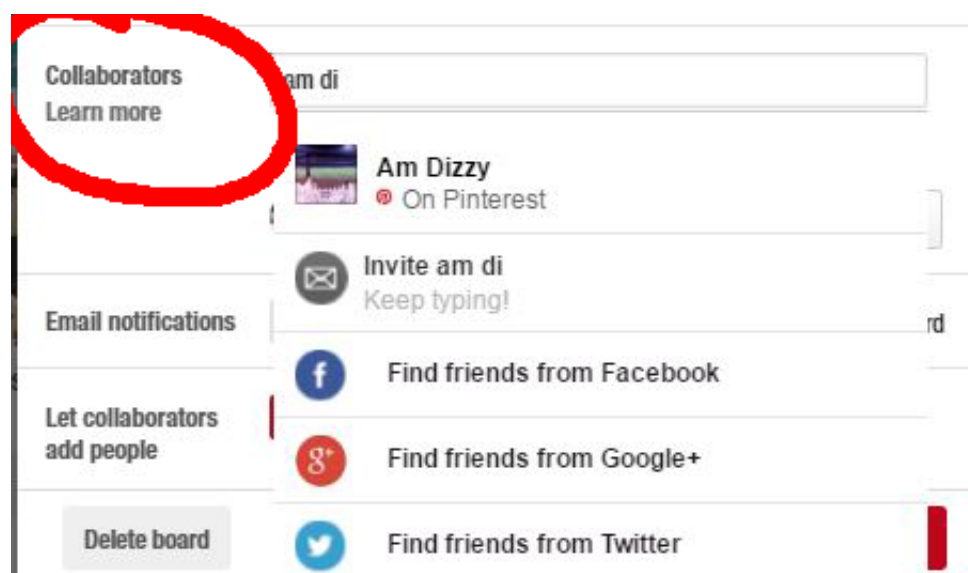 Collaborators
Learn more
am di
Am Dizzy
On Pinterest
Invite am di
Keep typing!
Email notifications
rd
Find friends from Facebook
Let collaborators
add people
Find friends from Google+
Delete board
Find friends from Twitter